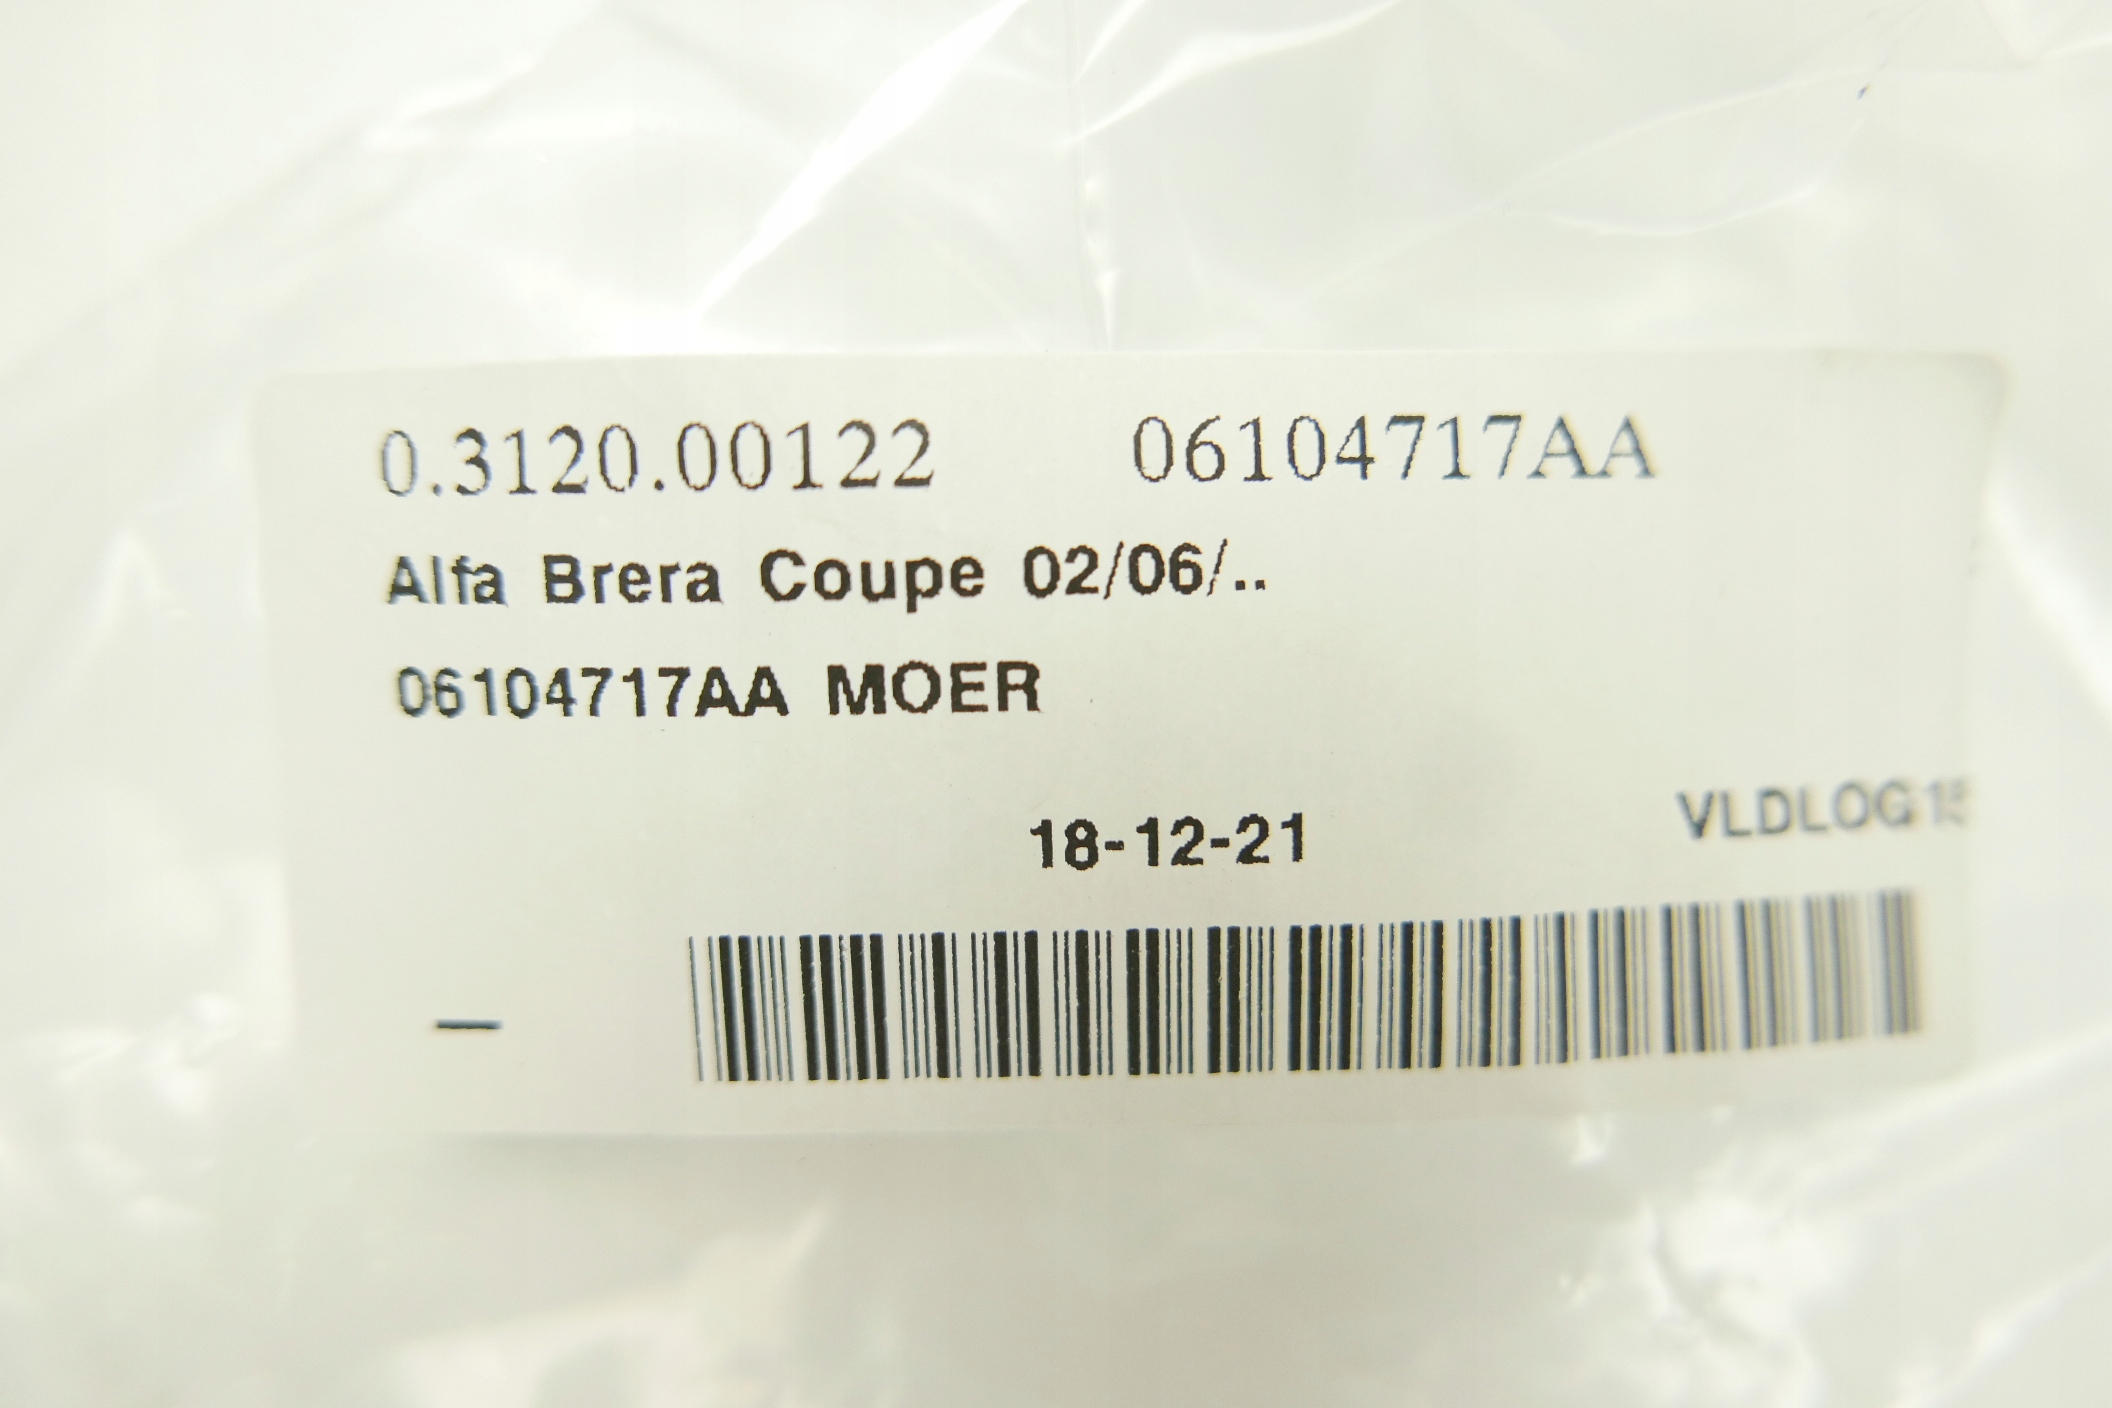 0.3120.00122 06104717AA
Alfa Brera Coupe 02/06/..
06104717AA MOER
18-12-21
–